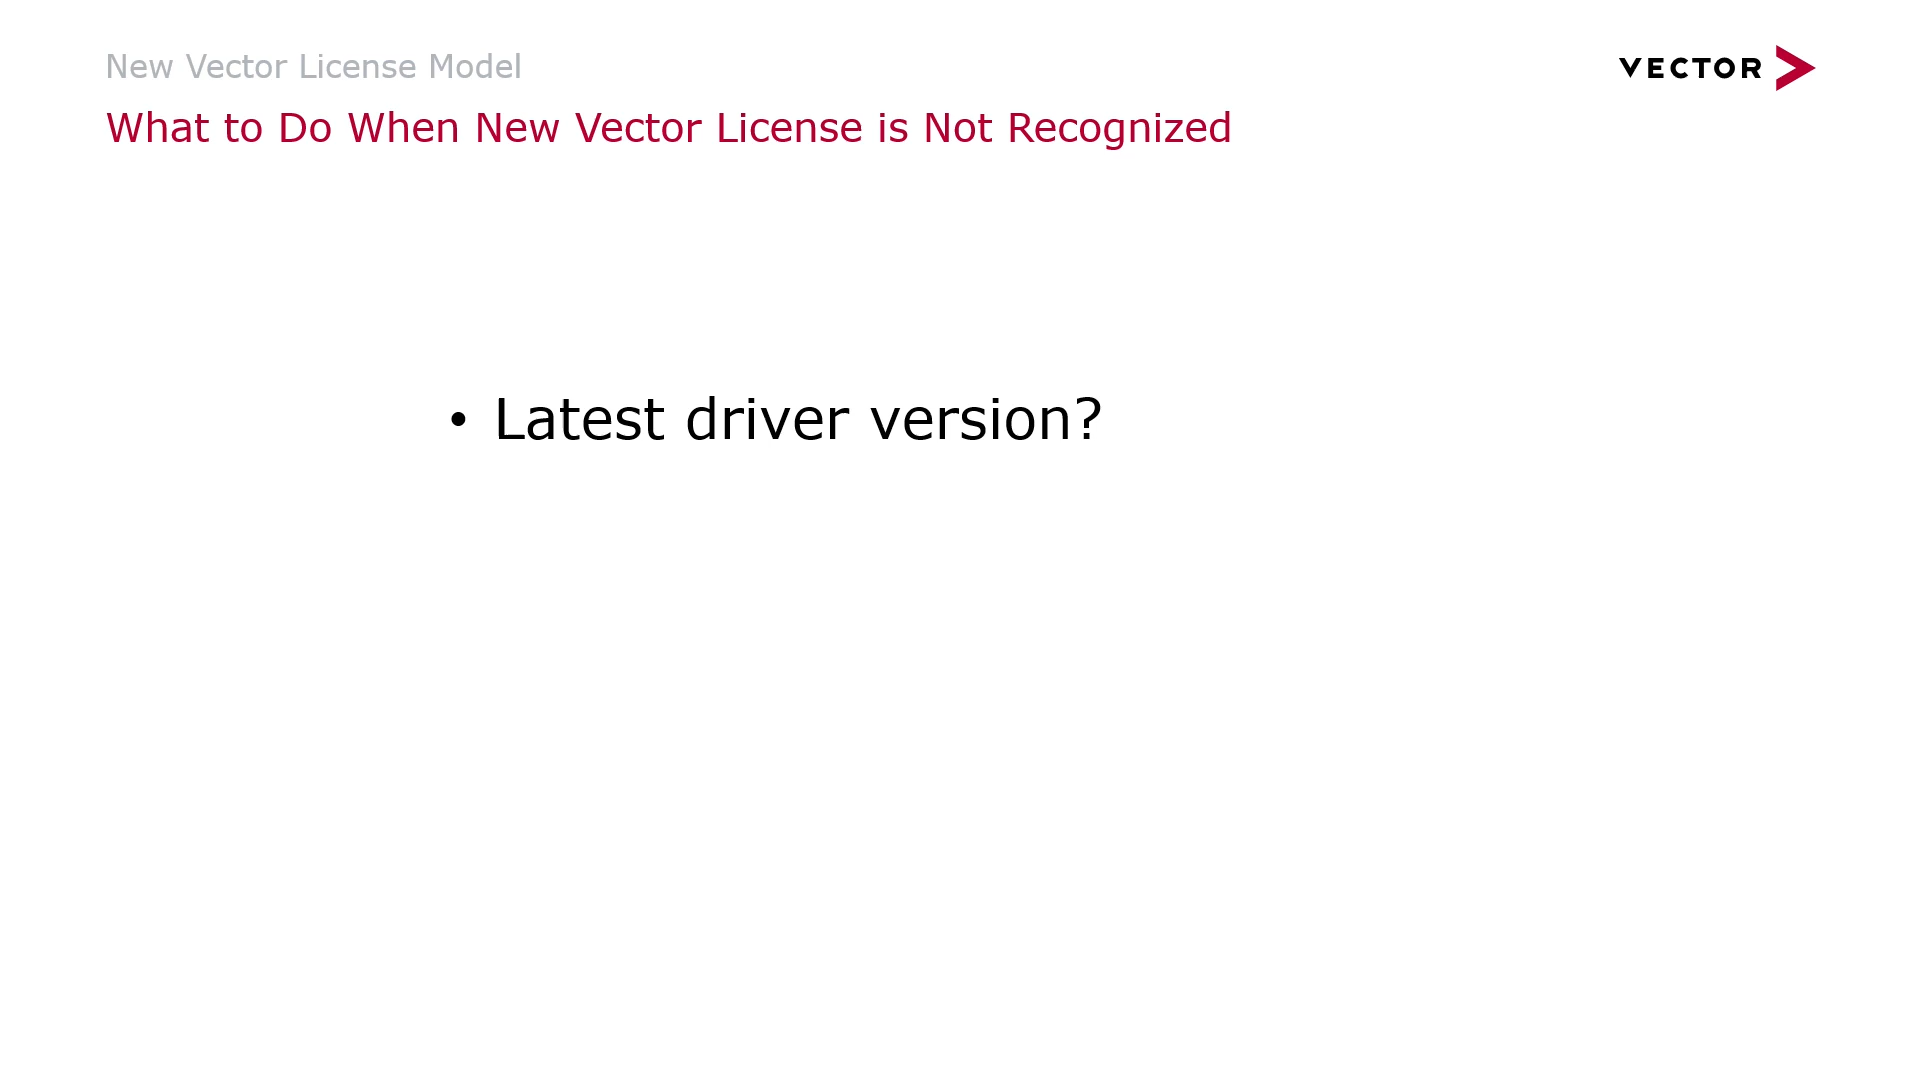 New Vector License Model
VECTOR
What to Do When New Vector License is Not Recognized
• Latest driver version?